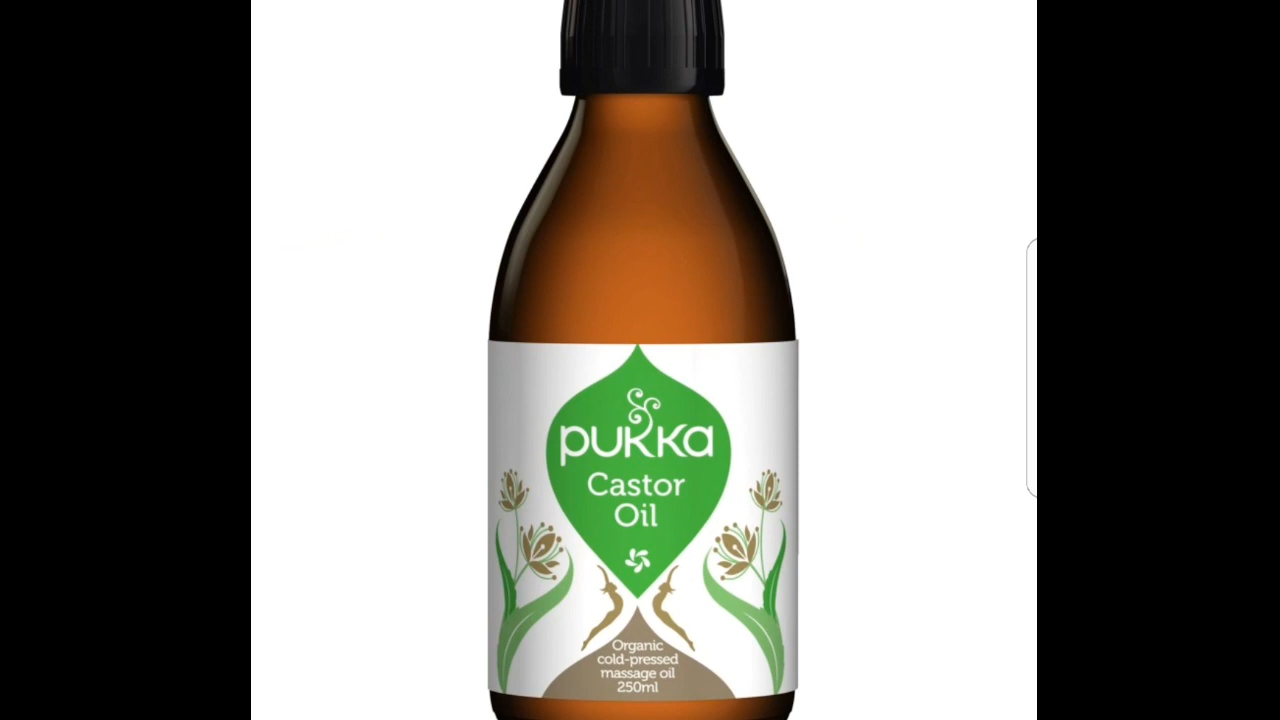 pukka
Castor
Oil
Organic
cold-pressed
massage oil
250ml